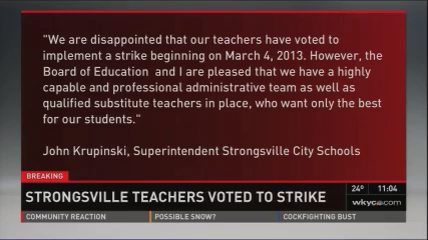 "We are disappointed that our teachers have voted to
implement a strike beginning on March 4, 2013. However, the
Board of Education and I are pleased that we have a highly
capable and professional administrative team as well as
qualified substitute teachers in place, who want only the best
for our students."
John Krupinski, Superintendent Strongsville City Schools
BREAKING
STRONGSVILLE TEACHERS VOTED TO STRIKE
24° 11:04
wkyc.com
COMMUNITY REACTION POSSIBLE SNOW? COCKFIGHTING BUST